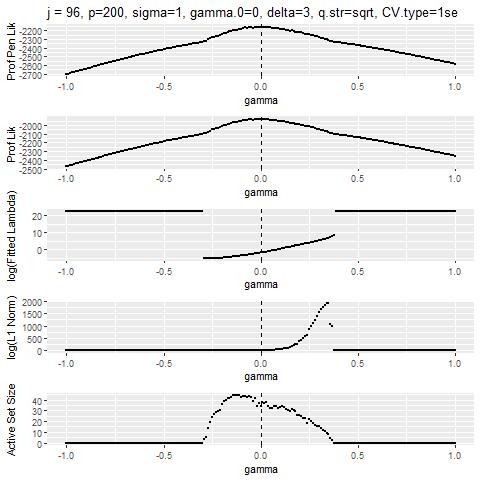 j = 96, p=200, sigma=1, gamma.0=0, delta=3, q.str=sqrt, CV.type=1se
Prof Pen Lik
-2200
-2300
-2400
-2500
-2600
-2700
-1.0 -0.5 0.0 0.5 1.0
gamma
Prof Lik
-2000
-2100
-2200
-2300
-2400
-2500
-1.0 -0.5 0.0 0.5 1.0
gamma
log(Fitted Lambda)
20
10
0
-1.0 -0.5 0.0 0.5 1.0
gamma
log(L1 Norm)
2000
1500
1000
500
0
-1.0 -0.5 0.0 0.5 1.0
gamma
Active Set Size
40
30
20
10
0
-1.0 -0.5 0.0 0.5 1.0
gamma